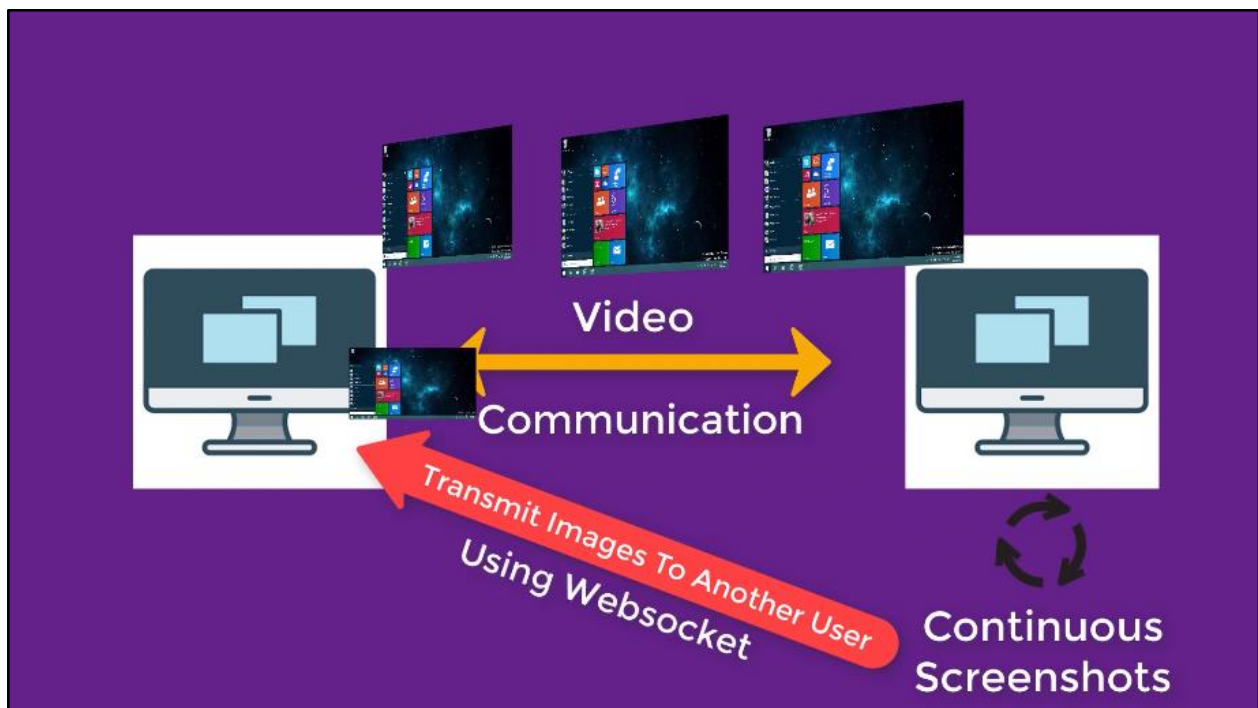 Video
Communication
Transmit Images To Another User
Using Websocket
Continuous
Screenshots